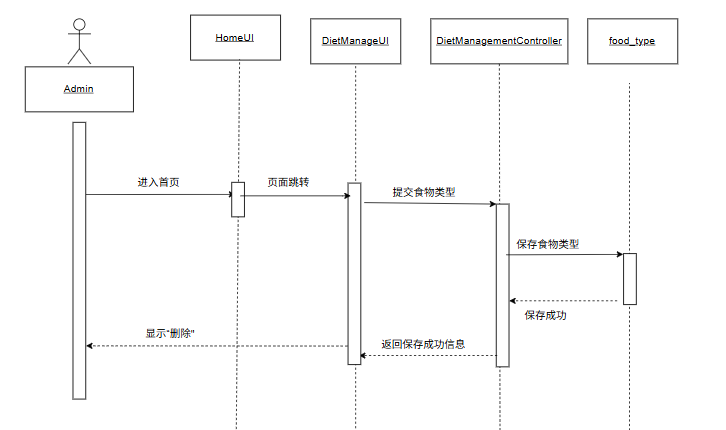 HomeUI
DietManageUI
DietManagementController
food_type
Admin
进入首页
页面跳转
提交食物类型
保存食物类型
保存成功
显示“删除"
返回保存成功信息